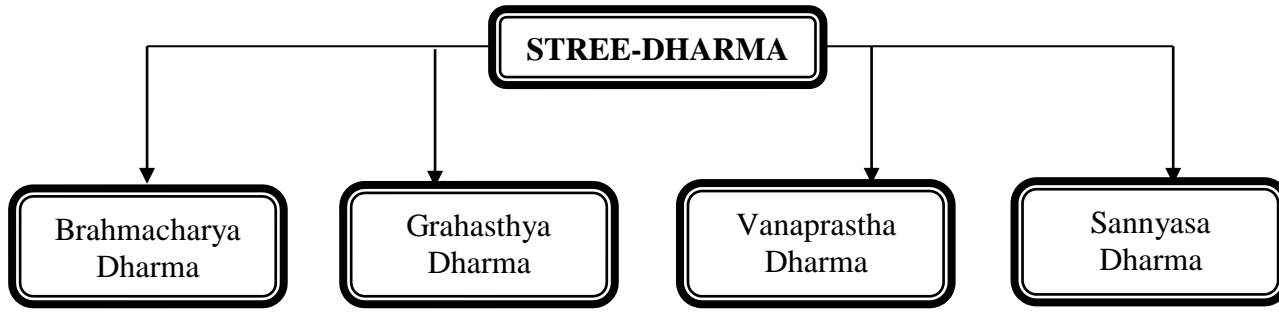 STREE-DHARMA
Brahmacharya
Dharma
Grahasthya
Dharma
Vanaprastha
Dharma
Sannyasa
Dharma